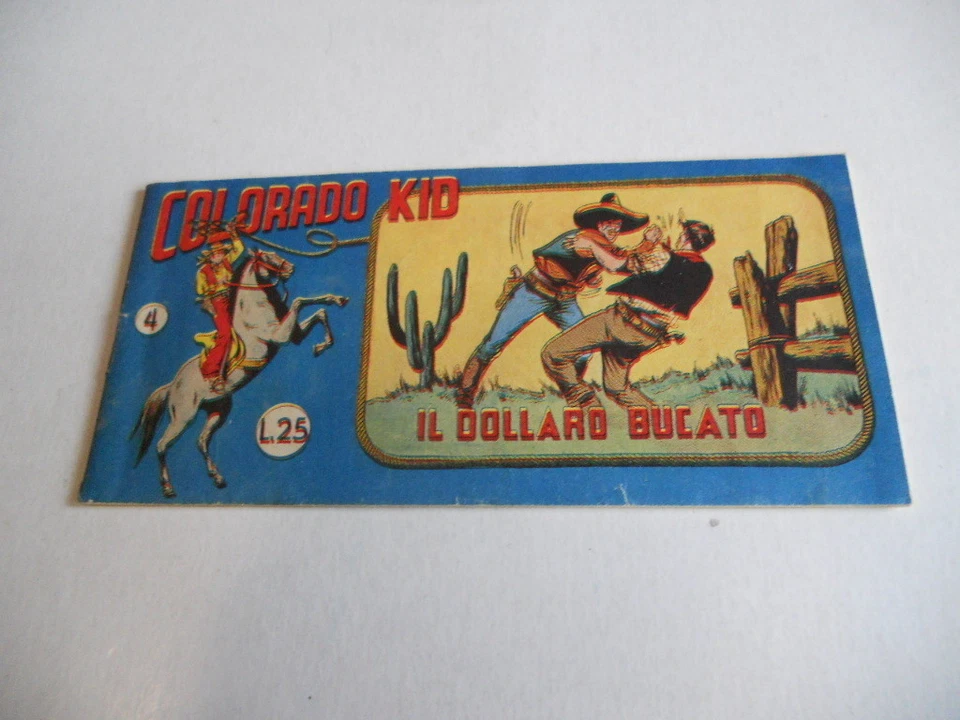 COLORADO KID
4
L.25
IL DOLLARO BUCATO